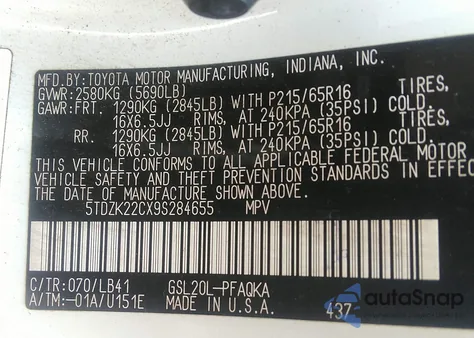 MFD.BY:TOYOTA MOTOR MANUFACTURING, INDIANA, INC.
GVWR: 2580KG (5690LB)
GAWR:FRT. 1290KG (2845LB) WITH P215/65R16 TIRES,
16X6.5JJ RIMS, AT 240KPA (35PSI) COLD.
RR. 1290KG (2845LB) WITH P215/65R16 TIRES,
16X6.5JJ RIMS, AT 240KPA (35PSI) COLD.
THIS VEHICLE CONFORMS TO ALL APPLICABLE FEDERAL MOTOR
VEHICLE SAFETY AND THEFT PREVENTION STANDARDS IN EFFEC
THE DATE OF MANUFACTURE SHOWN ABOVE.
5TDZK22CX9S284655 MPV
C/TR:070/LB41 GSL20L-PFAQKA
A/TM:-01A/U151E MADE IN U.S.A. 437
autoSnap